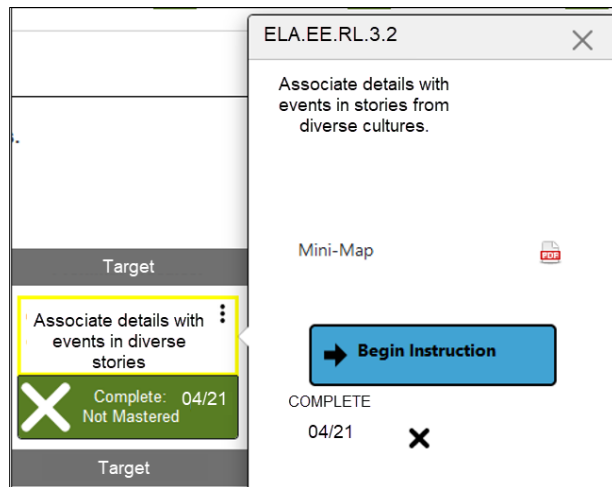 ELA.EE.RL.3.2
Associate details with
events in stories from
diverse cultures.
Mini-Map
PDF
Begin Instruction
COMPLETE
04/21
Target
Associate details with
events in diverse
stories
Complete: 04/21
Not Mastered
Target